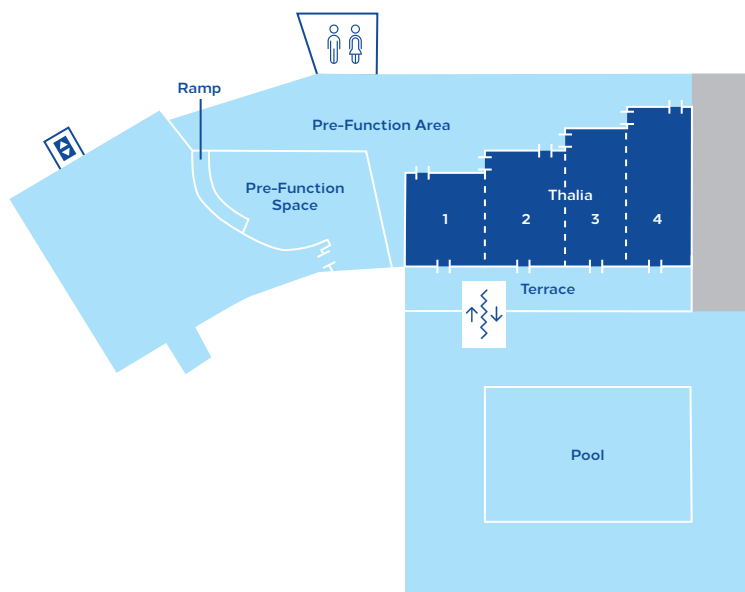 Ramp
Pre-Function Area
Pre-Function
Space
Thalia
1
2
3
4
Terrace
Pool